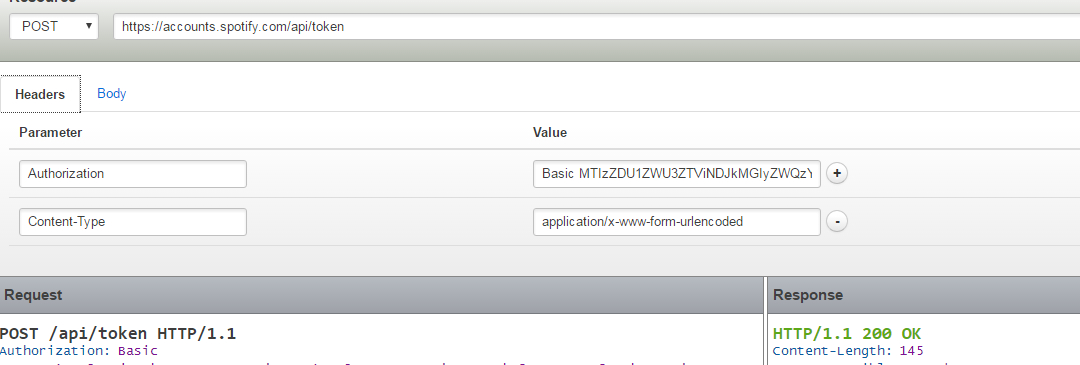 Resource
POST https://accounts.spotify.com/api/token
Headers Body
Parameter Value
Authorization Basic MTIzZDU1ZWU3ZTViNDJkMGIyZWQzY +
Content-Type application/x-www-form-urlencoded -
Request Response
POST /api/token HTTP/1.1 HTTP/1.1 200 OK
Authorization: Basic Content-Length: 145